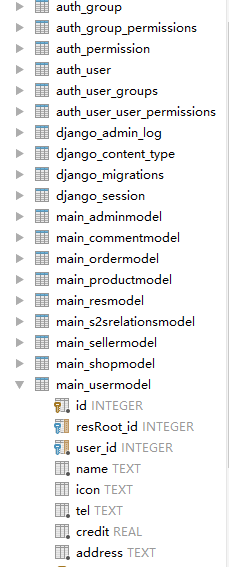 auth_group
auth_group_permissions
auth_permission
auth_user
auth_user_groups
auth_user_user_permissions
django_admin_log
django_content_type
django_migrations
django_session
main_adminmodel
main_commentmodel
main_ordermodel
main_productmodel
main_resmodel
main_s2srelationsmodel
main_sellermodel
main_shopmodel
main_usermodel
id INTEGER
resRoot_id INTEGER
user_id INTEGER
name TEXT
icon TEXT
tel TEXT
credit REAL
address TEXT